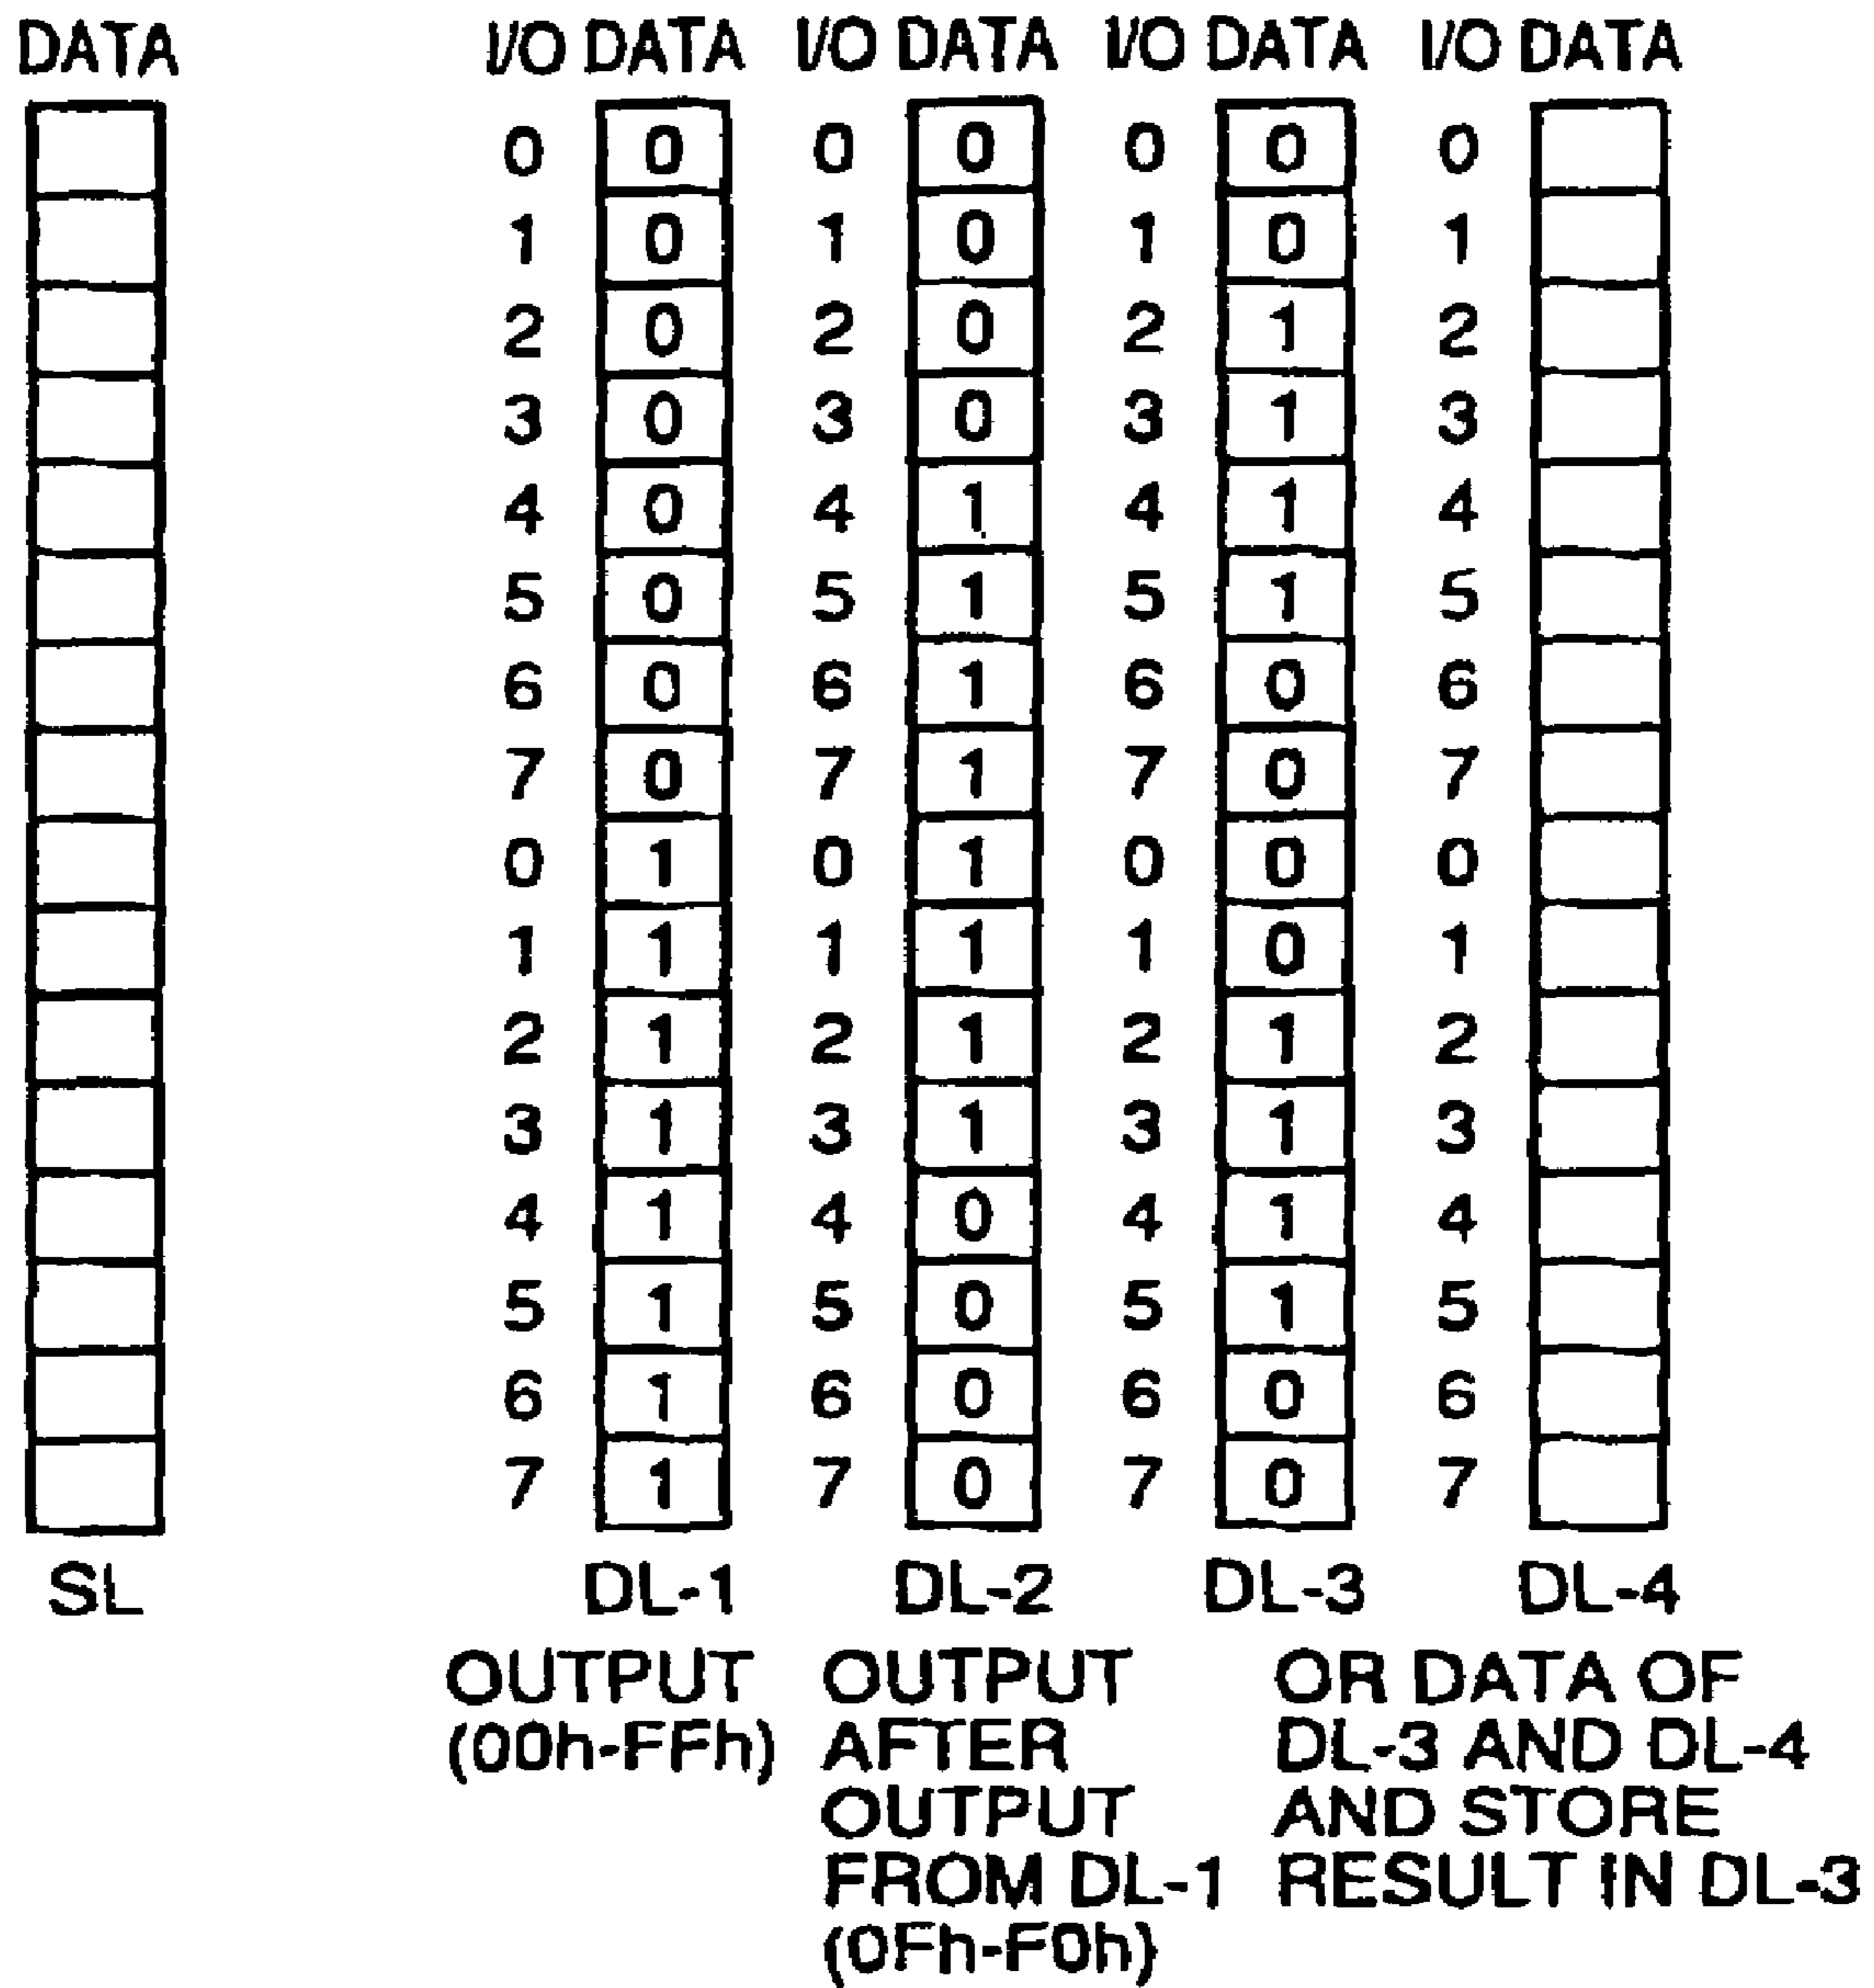 DATA I/O DATA I/O DATA I/O DATA I/O DATA
0 0 0 0 0 0 0
1 0 1 0 1 0 1
2 0 2 0 2 1 2
3 0 3 0 3 1 3
4 0 4 1 4 1 4
5 0 5 1 5 1 5
6 0 6 1 6 0 6
7 0 7 1 7 0 7
0 1 0 1 0 0 0
1 1 1 1 1 0 1
2 1 2 1 2 1 2
3 1 3 1 3 1 3
4 1 4 0 4 1 4
5 1 5 0 5 1 5
6 1 6 0 6 0 6
7 1 7 0 7 0 7
SL DL-1 DL-2 DL-3 DL-4
OUTPUT
(00h-FFh)
OUTPUT
AFTER
OUTPUT
FROM DL-1
(0Fh-F0h)
OR DATA OF
DL-3 AND DL-4
AND STORE
RESULT IN DL-3